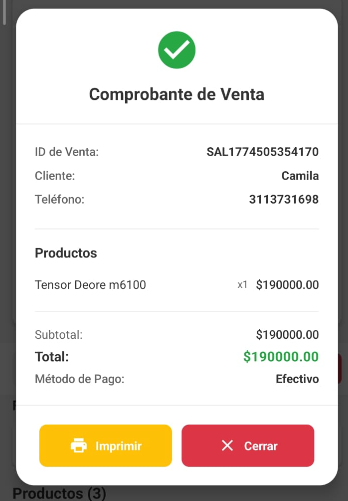 Comprobante de Venta
ID de Venta: SAL1774505354170
Cliente: Camila
Teléfono: 3113731698
Productos
Tensor Deore m6100 x1 $190000.00
Subtotal: $190000.00
Total: $190000.00
Método de Pago: Efectivo
Imprimir Cerrar
Productos (3)